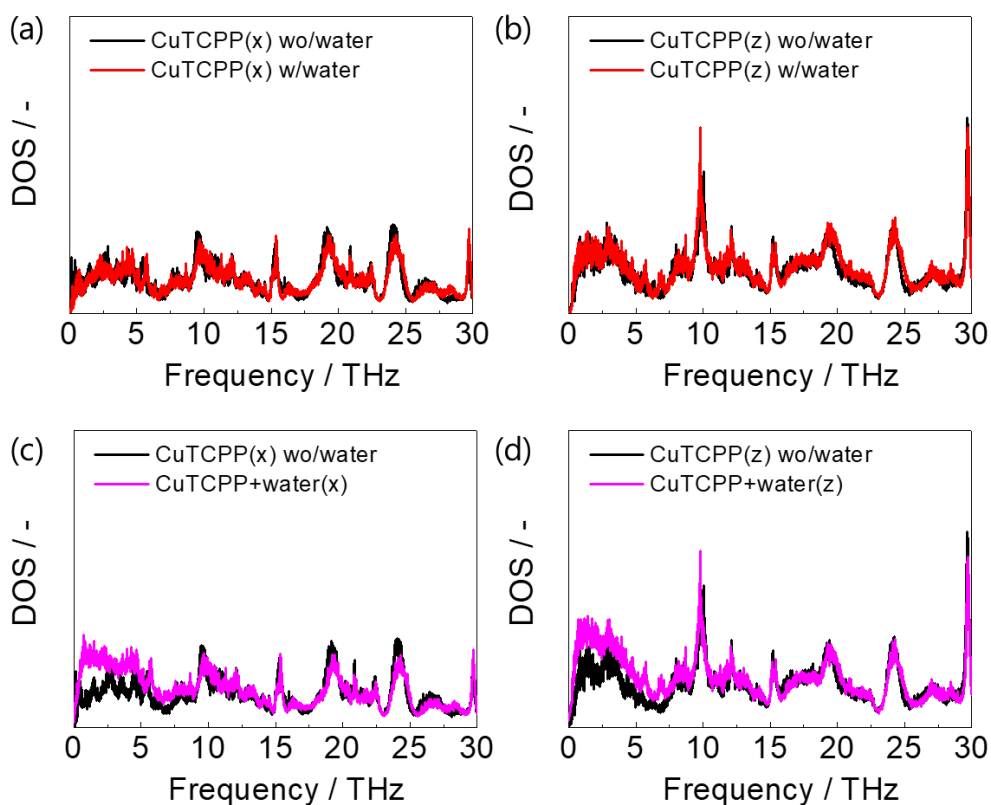 (a)
CuTCPP(x) wo/water
CuTCPP(x) w/water
DOS / -
0 5 10 15 20 25 30
Frequency / THz
(b)
CuTCPP(z) wo/water
CuTCPP(z) w/water
DOS / -
0 5 10 15 20 25 30
Frequency / THz
(c)
CuTCPP(x) wo/water
CuTCPP+water(x)
DOS / -
0 5 10 15 20 25 30
Frequency / THz
(d)
CuTCPP(z) wo/water
CuTCPP+water(z)
DOS / -
0 5 10 15 20 25 30
Frequency / THz